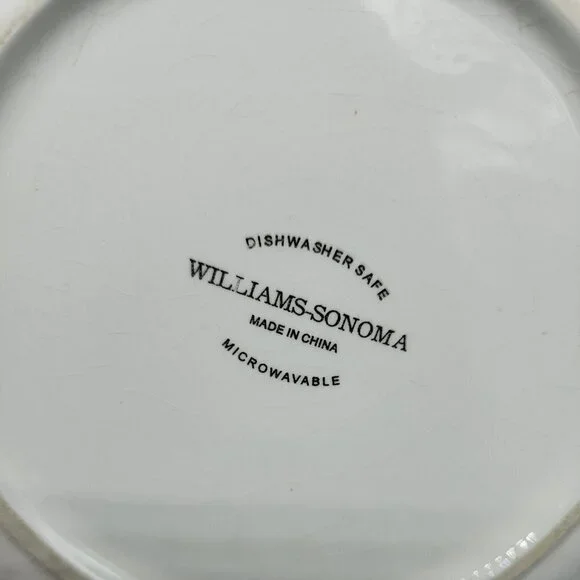 DISHWASHER SAFE
WILLIAMS-SONOMA
MADE IN CHINA
MICROWAVABLE